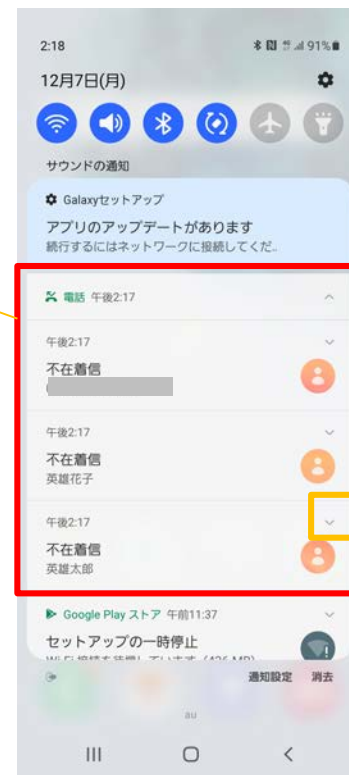 2:18 91%
12月7日(月)
サウンドの通知
Galaxyセットアップ
アプリのアップデートがあります
続行するにはネットワークに接続してくだ..
電話 午後2:17
午後2:17
不在着信
午後2:17
不在着信
英雄花子
午後2:17
不在着信
英雄太郎
Google Play ストア 午前11:37
セットアップの一時停止
通知設定 消去
au